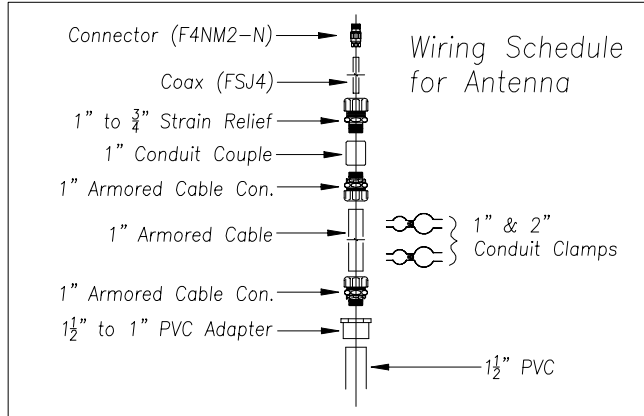 Wiring Schedule
for Antenna
Connector (F4NM2-N)
Coax (FSJ4)
1" to 3/4" Strain Relief
1" Conduit Couple
1" Armored Cable Con.
1" Armored Cable
1" & 2"
Conduit Clamps
1" Armored Cable Con.
1 1/2" to 1" PVC Adapter
1 1/2" PVC